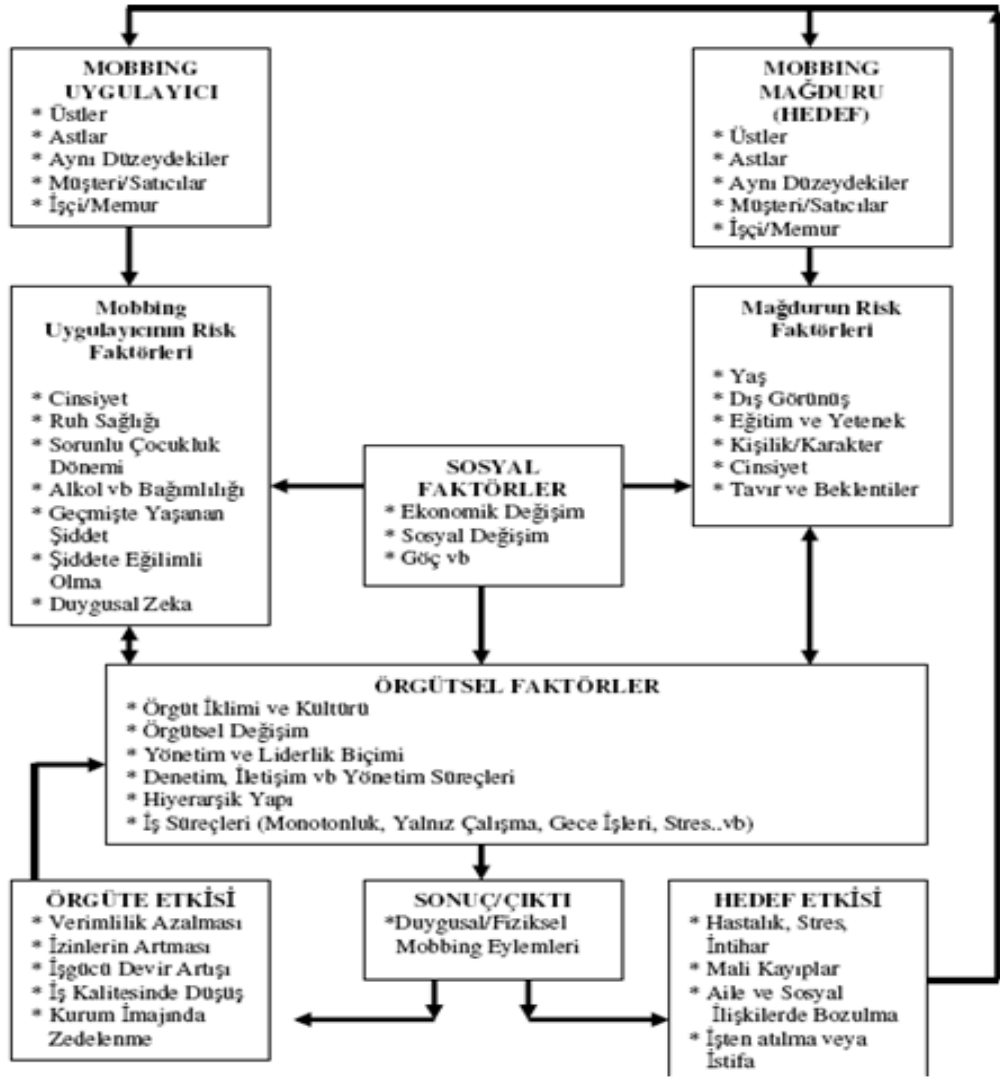 MOBBING
UYGULAYICI
* Üstler
* Astlar
* Aynı Düzeydekiler
* Müşteri/Satıcılar
* İşçi/Memur
MOBBING
MAĞDURU
(HEDEF)
* Üstler
* Astlar
* Aynı Düzeydekiler
* Müşteri/Satıcılar
* İşçi/Memur
Mobbing
Uygulayıcının Risk
Faktörleri
* Cinsiyet
* Ruh Sağlığı
* Sorunlu Çocukluk
Dönemi
* Alkol vb Bağımlılığı
* Geçmişte Yaşanan
Şiddet
* Şiddete Eğilimli
Olma
* Duygusal Zeka
SOSYAL
FAKTÖRLER
* Ekonomik Değişim
* Sosyal Değişim
* Göç vb
Mağdurun Risk
Faktörleri
* Yaş
* Dış Görünüş
* Eğitim ve Yetenek
* Kişilik/Karakter
* Cinsiyet
* Tavır ve Beklentiler
ÖRGÜTSEL FAKTÖRLER
* Örgüt İklimi ve Kültürü
* Örgütsel Değişim
* Yönetim ve Liderlik Biçimi
* Denetim, İletişim vb Yönetim Süreçleri
* Hiyerarşik Yapı
* İş Süreçleri (Monotonluk, Yalnız Çalışma, Gece İşleri, Stres..vb)
ÖRGÜTE ETKİSİ
* Verimlilik Azalması
* İzinlerin Artması
* İşgücü Devir Artışı
* İş Kalitesinde Düşüş
* Kurum İmajında
Zedelenme
SONUÇ/ÇIKTI
*Duygusal/Fiziksel
Mobbing Eylemleri
HEDEF ETKİSİ
* Hastalık, Stres,
İntihar
* Mali Kayıplar
* Aile ve Sosyal
İlişkilerde Bozulma
* İşten atılma veya
İstifa